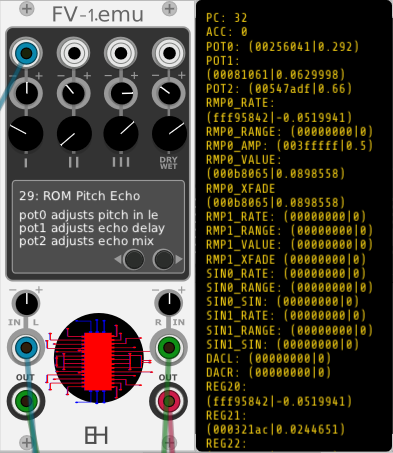 FV-1.emu
I II III DRY
WET
29: ROM Pitch Echo
pot0 adjusts pitch in le
pot1 adjusts echo delay
pot2 adjusts echo mix
IN L R IN
OUT OUT
PC: 32
ACC: 0
POT0: (00256041|0.292)
POT1:
(00081061|0.0629998)
POT2: (00547adf|0.66)
RMP0_RATE:
(fff95842|-0.0519941)
RMP0_RANGE: (00000000|0)
RMP0_AMP: (003fffff|0.5)
RMP0_VALUE:
(000b8065|0.0898558)
RMP0_XFADE
(000b8065|0.0898558)
RMP1_RATE: (00000000|0)
RMP1_RANGE: (00000000|0)
RMP1_VALUE: (00000000|0)
RMP1_XFADE (00000000|0)
SIN0_RATE: (00000000|0)
SIN0_RANGE: (00000000|0)
SIN0_SIN: (00000000|0)
SIN1_RATE: (00000000|0)
SIN1_RANGE: (00000000|0)
SIN1_SIN: (00000000|0)
DACL: (00000000|0)
DACR: (00000000|0)
REG20:
(fff95842|-0.0519941)
REG21:
(000321ac|0.0244651)
REG22: